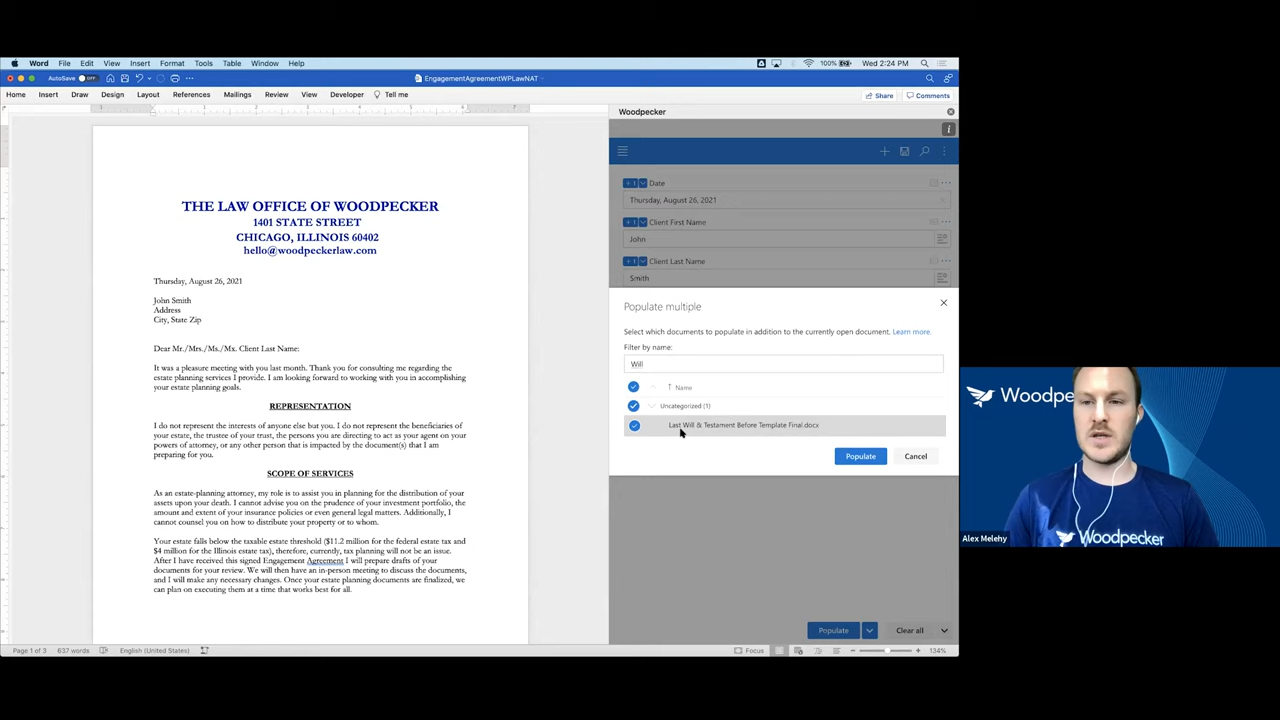 Word File Edit View Insert Format Tools Table Window Help
100% Wed 2:24 PM
AutoSave OFF
EngagementAgreementWPLawNAT
Home Insert Draw Design Layout References Mailings Review View Developer Tell me
Share Comments
THE LAW OFFICE OF WOODPECKER
1401 STATE STREET
CHICAGO, ILLINOIS 60402
hello@woodpeckerlaw.com
Thursday, August 26, 2021
John Smith
Address
City, State Zip
Dear Mr./Mrs./Ms./Mx. Client Last Name:
It was a pleasure meeting with you last month. Thank you for consulting me regarding the
estate planning services I provide. I am looking forward to working with you in accomplishing
your estate planning goals.
REPRESENTATION
I do not represent the interests of anyone else but you. I do not represent the beneficiaries of
your estate, the trustee of your trust, the persons you are directing to act as your agent on your
powers of attorney, or any other person that is impacted by the document(s) that I am
preparing for you.
SCOPE OF SERVICES
As an estate-planning attorney, my role is to assist you in planning for the distribution of your
assets upon your death. I cannot advise you on the prudence of your investment portfolio, the
amount and extent of your insurance policies or even general legal matters. Additionally, I
cannot counsel you on how to distribute your property or to whom.
Your estate falls below the taxable estate threshold ($11.2 million for the federal estate tax and
$4 million for the Illinois estate tax), therefore, currently, tax planning will not be an issue.
After I have received this signed Engagement Agreement I will prepare drafts of your
documents for your review. We will then have an in-person meeting to discuss the documents,
and I will make any necessary changes. Once your estate planning documents are finalized, we
can plan on executing them at a time that works best for all.
Woodpecker
+1 Date
Thursday, August 26, 2021
+1 Client First Name
John
+1 Client Last Name
Smith
Populate multiple
Select which documents to populate in addition to the currently open document. Learn more.
Filter by name:
Will
Name
Uncategorized (1)
Last Will & Testament Before Template Final.docx
Populate Cancel
Populate Clear all
Page 1 of 3 637 words English (United States)
Focus 134%
Woodpe
Woodpecker
Alex Melehy